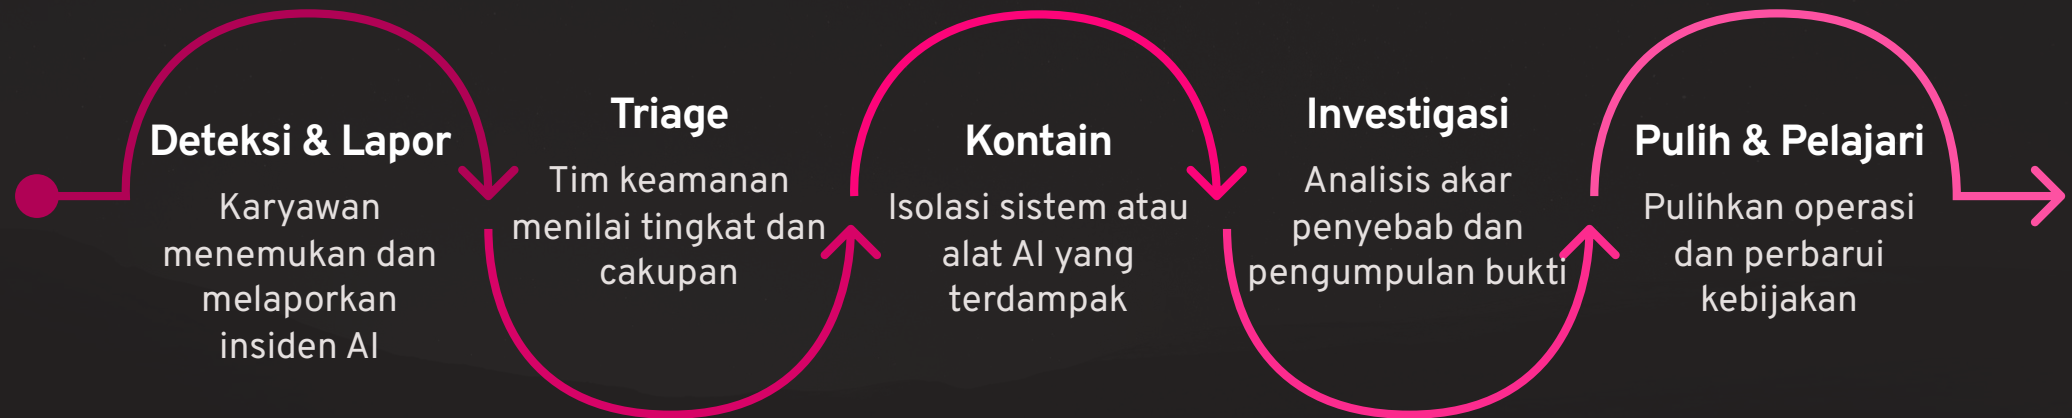 Deteksi & Lapor
Karyawan
menemukan dan
melaporkan
insiden AI
Triage
Tim keamanan
menilai tingkat dan
cakupan
Kontain
Isolasi sistem atau
alat AI yang
terdampak
Investigasi
Analisis akar
penyebab dan
pengumpulan bukti
Pulih & Pelajari
Pulihkan operasi
dan perbarui
kebijakan